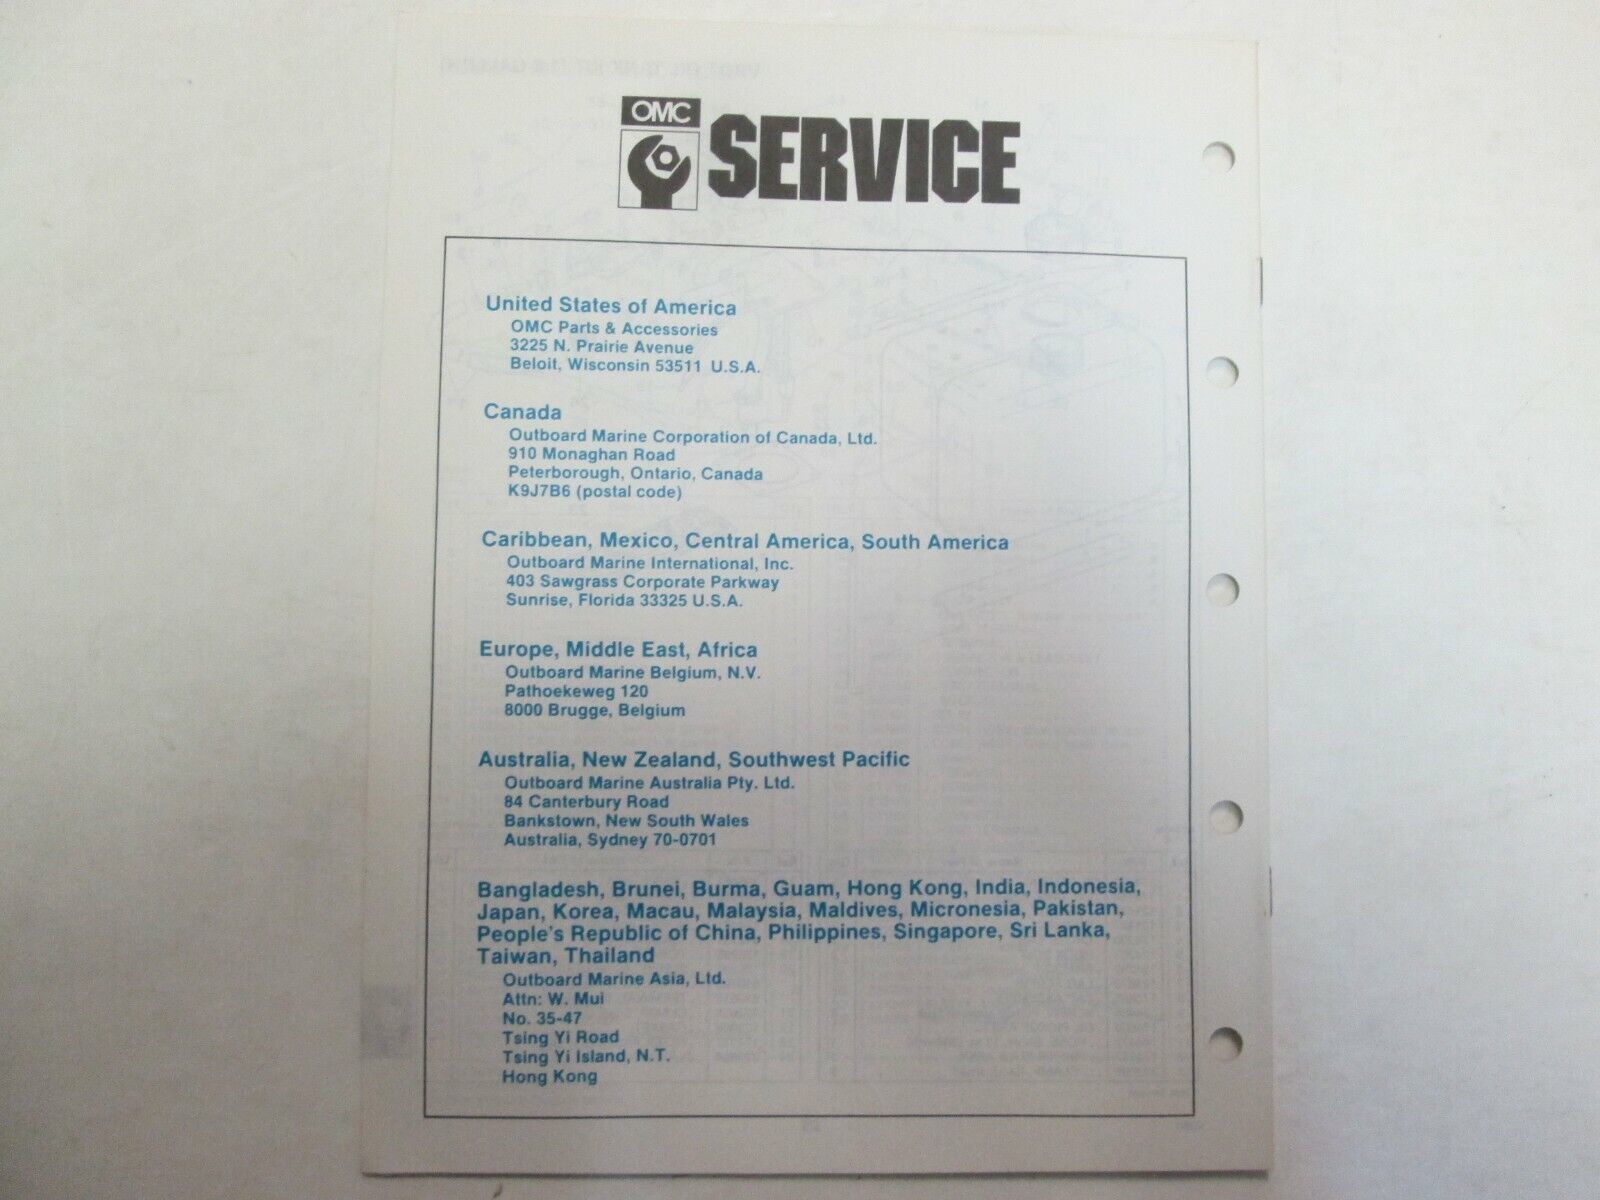 OMC
SERVICE
United States of America
OMC Parts & Accessories
3225 N. Prairie Avenue
Beloit, Wisconsin 53511 U.S.A.
Canada
Outboard Marine Corporation of Canada, Ltd.
910 Monaghan Road
Peterborough, Ontario, Canada
K9J7B6 (postal code)
Caribbean, Mexico, Central America, South America
Outboard Marine International, Inc.
403 Sawgrass Corporate Parkway
Sunrise, Florida 33325 U.S.A.
Europe, Middle East, Africa
Outboard Marine Belgium, N.V.
Pathoekeweg 120
8000 Brugge, Belgium
Australia, New Zealand, Southwest Pacific
Outboard Marine Australia Pty. Ltd.
84 Canterbury Road
Bankstown, New South Wales
Australia, Sydney 70-0701
Bangladesh, Brunei, Burma, Guam, Hong Kong, India, Indonesia,
Japan, Korea, Macau, Malaysia, Maldives, Micronesia, Pakistan,
People's Republic of China, Philippines, Singapore, Sri Lanka,
Taiwan, Thailand
Outboard Marine Asia, Ltd.
Attn: W. Mui
No. 35-47
Tsing Yi Road
Tsing Yi Island, N.T.
Hong Kong